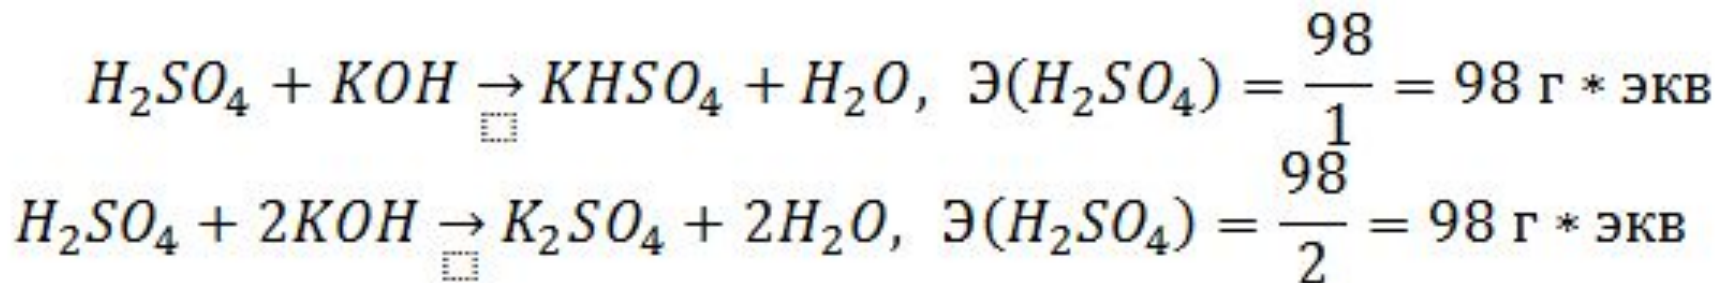 H₂SO₄ + KOH → KHSO₄ + H₂O, Э(H₂SO₄) = 98/1 = 98 г * экв
H₂SO₄ + 2KOH → K₂SO₄ + 2H₂O, Э(H₂SO₄) = 98/2 = 98 г * экв